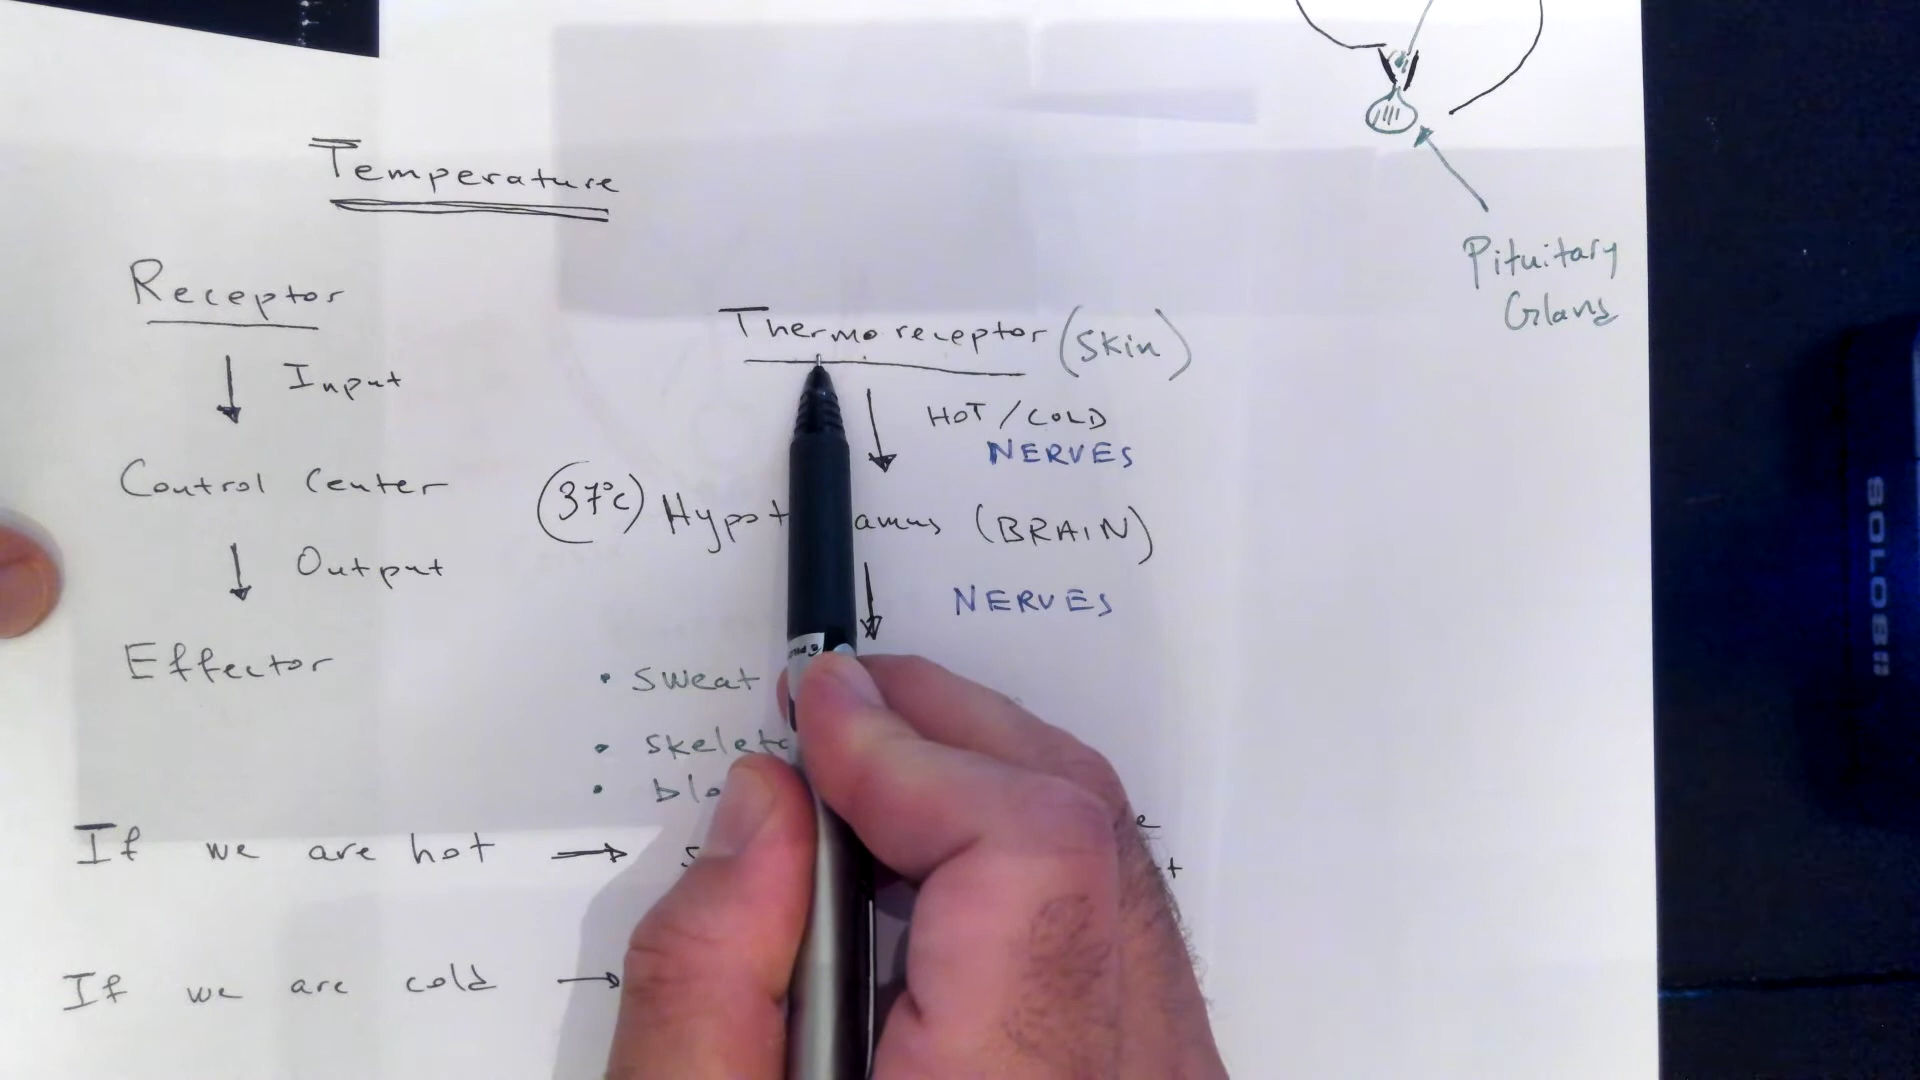 Temperature
Receptor
Input
Control Center
Output
Effector
Thermoreceptor (Skin)
HOT / COLD
NERVES
37°C
(BRAIN)
NERVES
• sweat
•
•
If we are hot →
If we are cold →
Pituitary
Gland
SOLO8